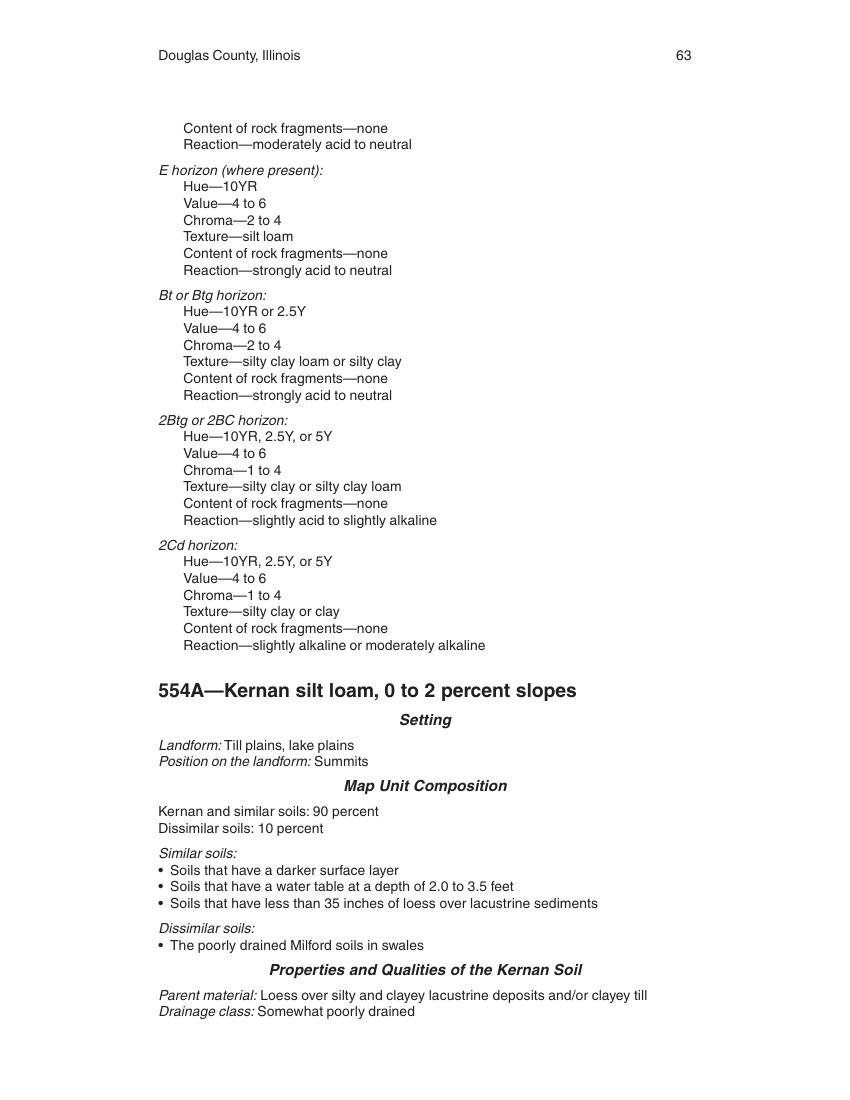 Douglas County, Illinois 63
Content of rock fragments—none
Reaction—moderately acid to neutral
E horizon (where present):
Hue—10YR
Value—4 to 6
Chroma—2 to 4
Texture—silt loam
Content of rock fragments—none
Reaction—strongly acid to neutral
Bt or Btg horizon:
Hue—10YR or 2.5Y
Value—4 to 6
Chroma—2 to 4
Texture—silty clay loam or silty clay
Content of rock fragments—none
Reaction—strongly acid to neutral
2Btg or 2BC horizon:
Hue—10YR, 2.5Y, or 5Y
Value—4 to 6
Chroma—1 to 4
Texture—silty clay or silty clay loam
Content of rock fragments—none
Reaction—slightly acid to slightly alkaline
2Cd horizon:
Hue—10YR, 2.5Y, or 5Y
Value—4 to 6
Chroma—1 to 4
Texture—silty clay or clay
Content of rock fragments—none
Reaction—slightly alkaline or moderately alkaline
554A—Kernan silt loam, 0 to 2 percent slopes
Setting
Landform: Till plains, lake plains
Position on the landform: Summits
Map Unit Composition
Kernan and similar soils: 90 percent
Dissimilar soils: 10 percent
Similar soils:
• Soils that have a darker surface layer
• Soils that have a water table at a depth of 2.0 to 3.5 feet
• Soils that have less than 35 inches of loess over lacustrine sediments
Dissimilar soils:
• The poorly drained Milford soils in swales
Properties and Qualities of the Kernan Soil
Parent material: Loess over silty and clayey lacustrine deposits and/or clayey till
Drainage class: Somewhat poorly drained